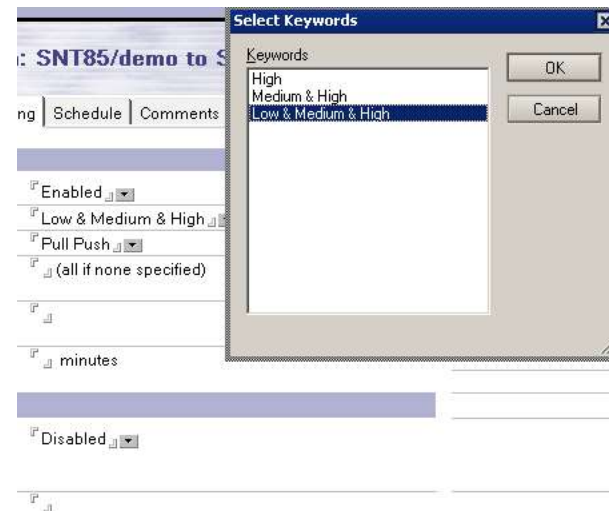 Select Keywords
: SNT85/demo to S
Keywords
High
Medium & High
Low & Medium & High
OK
Cancel
ng Schedule Comments
Enabled
Low & Medium & High
Pull Push
(all if none specified)
minutes
Disabled